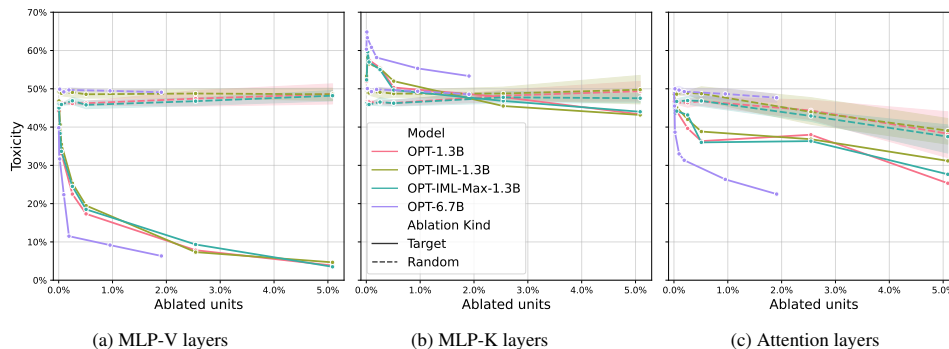 70%
60%
50%
40%
30%
20%
10%
0%
Toxicity
0.0% 1.0% 2.0% 3.0% 4.0% 5.0%
Ablated units
(a) MLP-V layers
Model
OPT-1.3B
OPT-IML-1.3B
OPT-IML-Max-1.3B
OPT-6.7B
Ablation Kind
Target
Random
0.0% 1.0% 2.0% 3.0% 4.0% 5.0%
Ablated units
(b) MLP-K layers
0.0% 1.0% 2.0% 3.0% 4.0% 5.0%
Ablated units
(c) Attention layers